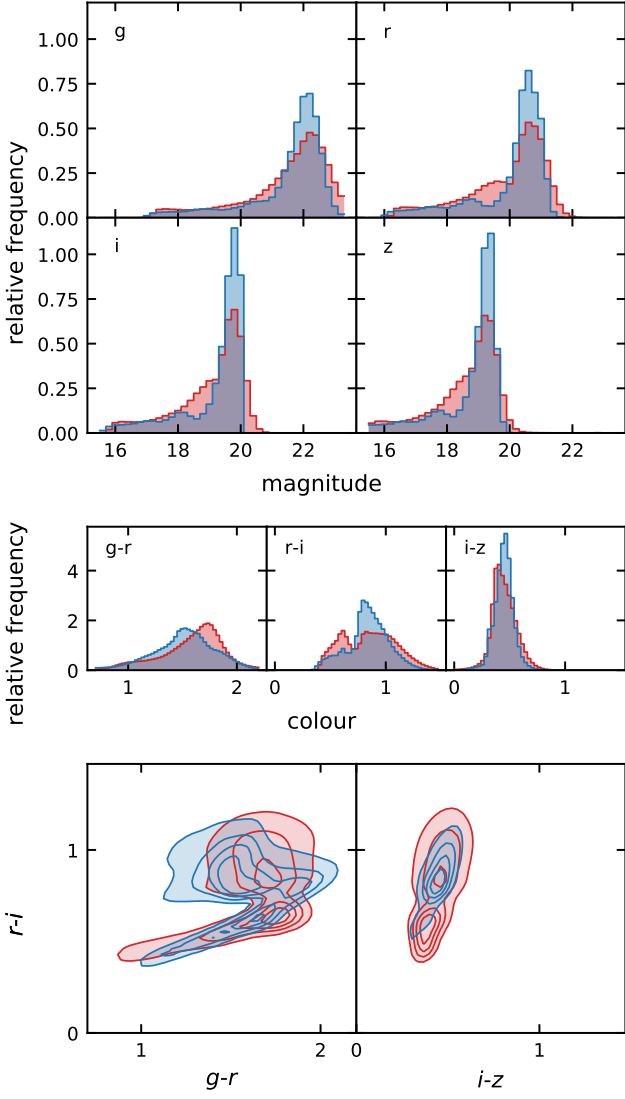 g r
1.00
0.75
0.50
0.25
0.00
relative frequency
i z
1.00
0.75
0.50
0.25
0.00
16 18 20 22 16 18 20 22
magnitude
g-r r-i i-z
4
2
0
relative frequency
1 2 0 1 0 1
colour
1
0
r-i
1 2 0 1
g-r i-z